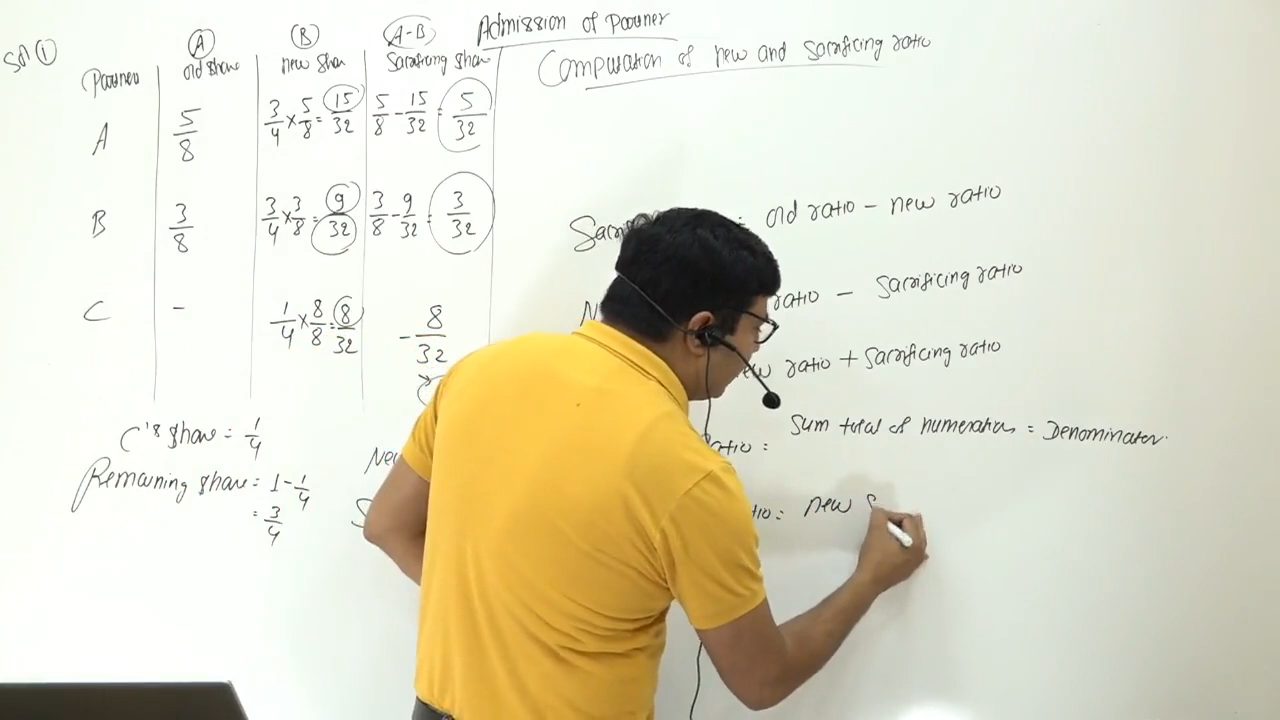 Admission of Partner
Computation of new and Sacrificing ratio
Sol ①
Partner
A
old share
B
new share
A-B
Sacrificing share
A 5/8 3/4 × 5/8 = 15/32 5/8 - 15/32 = 5/32
B 3/8 3/4 × 3/8 = 9/32 3/8 - 9/32 = 3/32
C - 1/4 × 8/8 = 8/32 - 8/32
C's share = 1/4
Remaining share = 1 - 1/4
= 3/4
= old ratio - new ratio
ratio - Sacrificing ratio
ratio + Sacrificing ratio
Ratio = Sum total of numerators = Denominator.
= new S